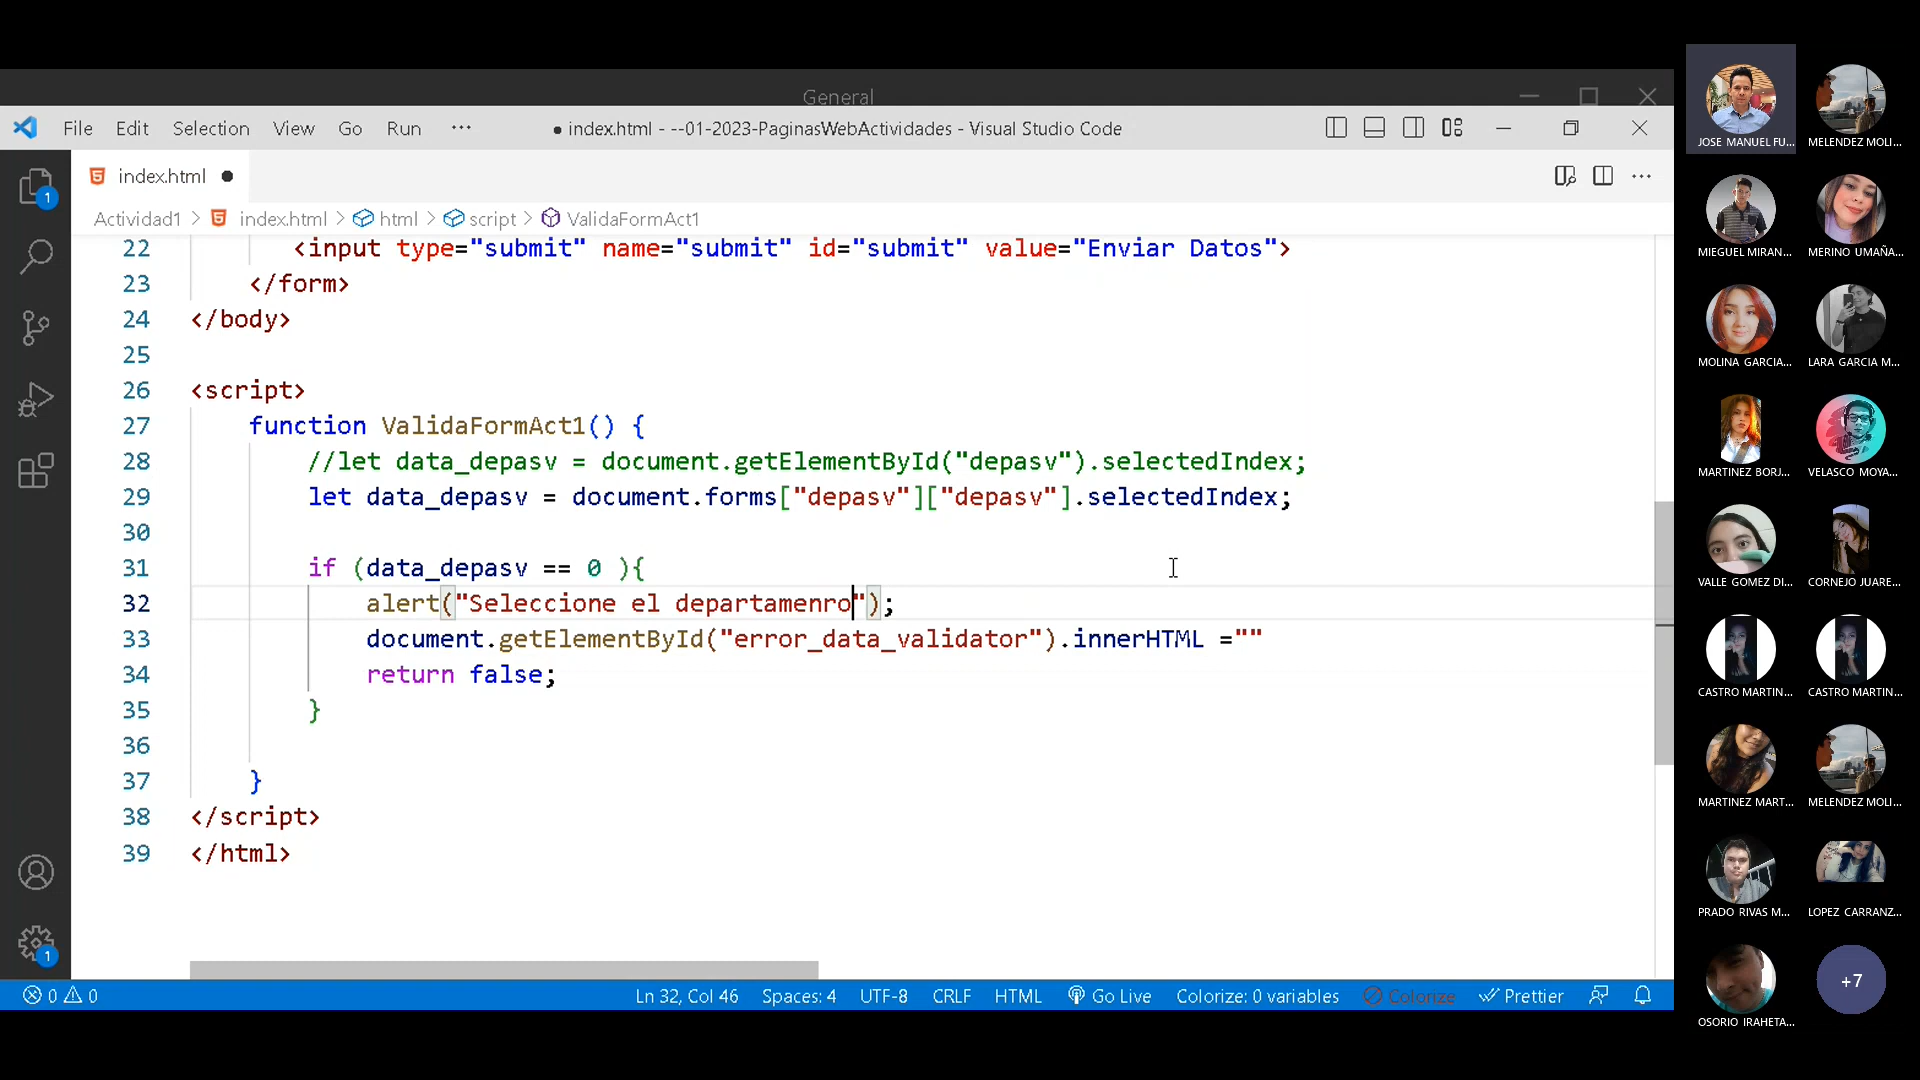 General
File Edit Selection View Go Run ··· ● index.html - --01-2023-PaginasWebActividades - Visual Studio Code
index.html ●
Actividad1 > index.html > html > script > ValidaFormAct1
22 <input type="submit" name="submit" id="submit" value="Enviar Datos">
23 </form>
24 </body>
25
26 <script>
27 function ValidaFormAct1() {
28 //let data_depasv = document.getElementById("depasv").selectedIndex;
29 let data_depasv = document.forms["depasv"]["depasv"].selectedIndex;
30
31 if (data_depasv == 0 ){
32 alert("Seleccione el departamenro");
33 document.getElementById("error_data_validator").innerHTML =""
34 return false;
35 }
36
37 }
38 </script>
39 </html>
1
1
0 0 Ln 32, Col 46 Spaces: 4 UTF-8 CRLF HTML Go Live Colorize: 0 variables Colorize Prettier
JOSE MANUEL FU... MELENDEZ MOLI...
MIEGUEL MIRAN... MERINO UMAÑA...
MOLINA GARCIA... LARA GARCIA M...
MARTINEZ BORJ... VELASCO MOYA...
VALLE GOMEZ DI... CORNEJO JUARE...
CASTRO MARTIN... CASTRO MARTIN...
MARTINEZ MART... MELENDEZ MOLI...
PRADO RIVAS M... LOPEZ CARRANZ...
OSORIO IRAHETA... +7